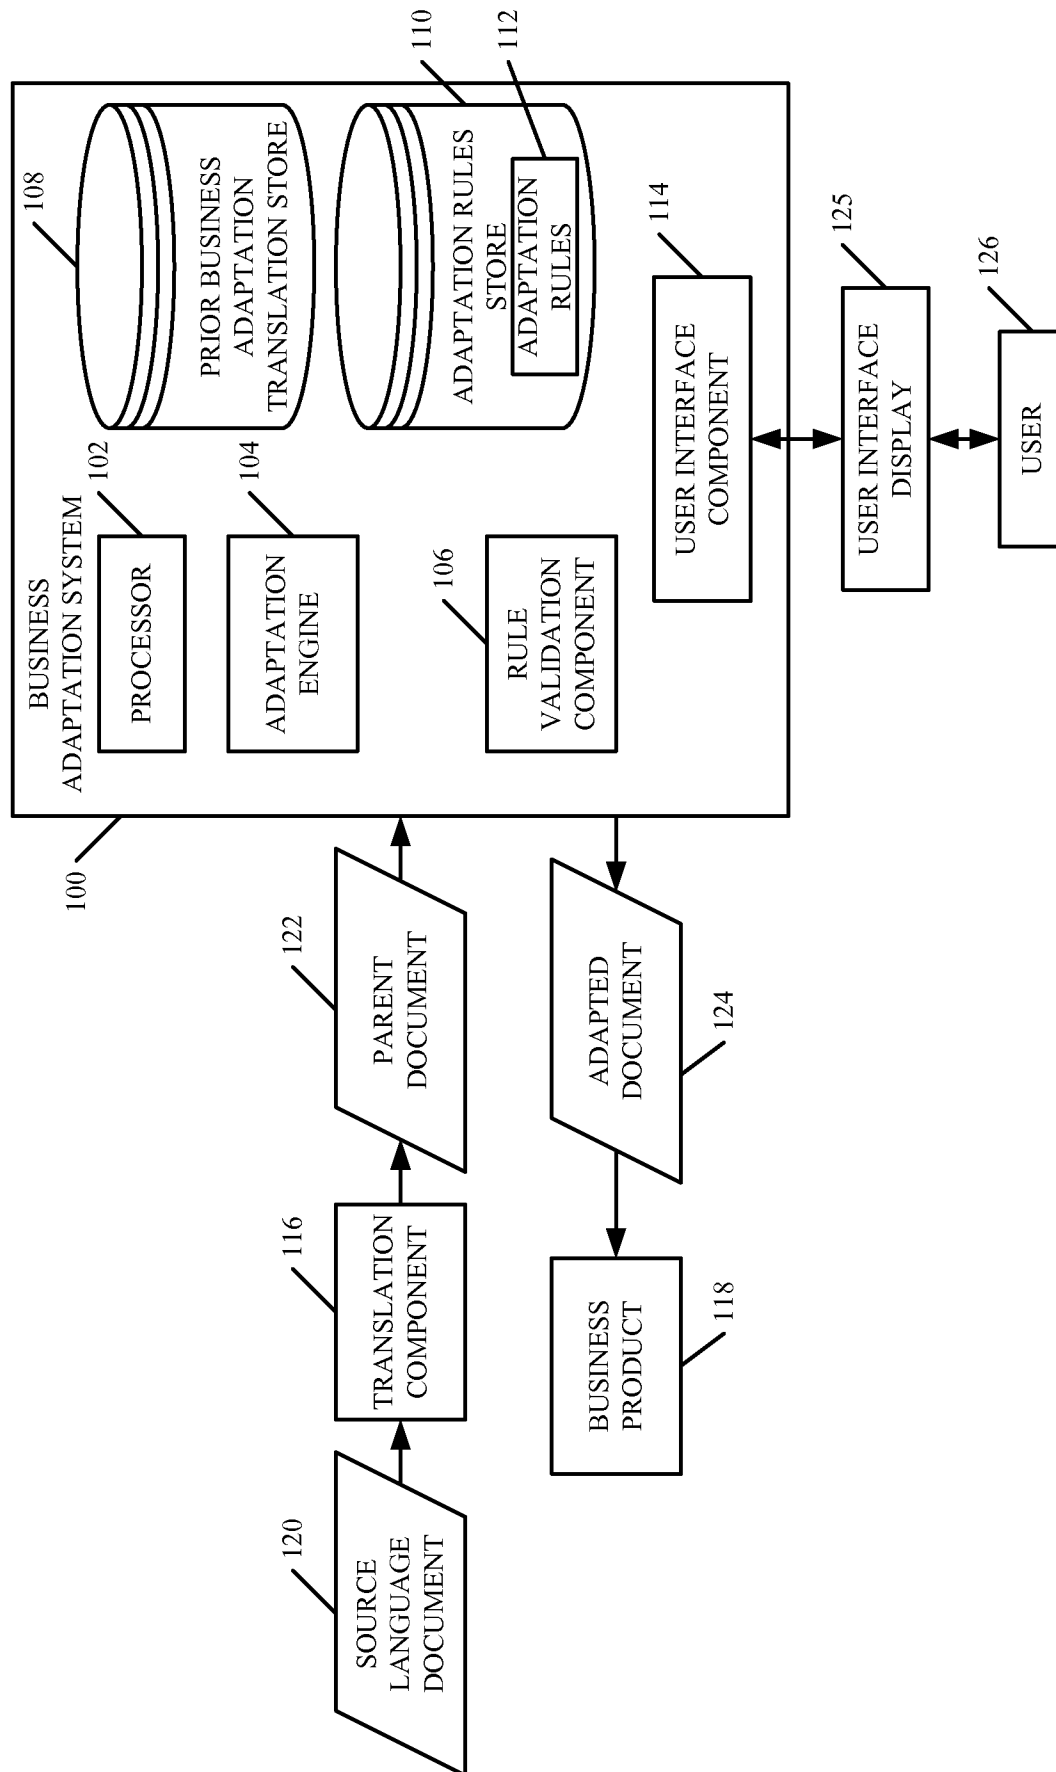 100
BUSINESS
ADAPTATION SYSTEM
102
PROCESSOR
108
PRIOR BUSINESS
ADAPTATION
TRANSLATION STORE
104
ADAPTATION
ENGINE
110
ADAPTATION RULES
STORE
112
ADAPTATION
RULES
106
RULE
VALIDATION
COMPONENT
114
USER INTERFACE
COMPONENT
125
USER INTERFACE
DISPLAY
126
USER
120
SOURCE
LANGUAGE
DOCUMENT
116
TRANSLATION
COMPONENT
122
PARENT
DOCUMENT
ADAPTED
DOCUMENT
124
BUSINESS
PRODUCT
118